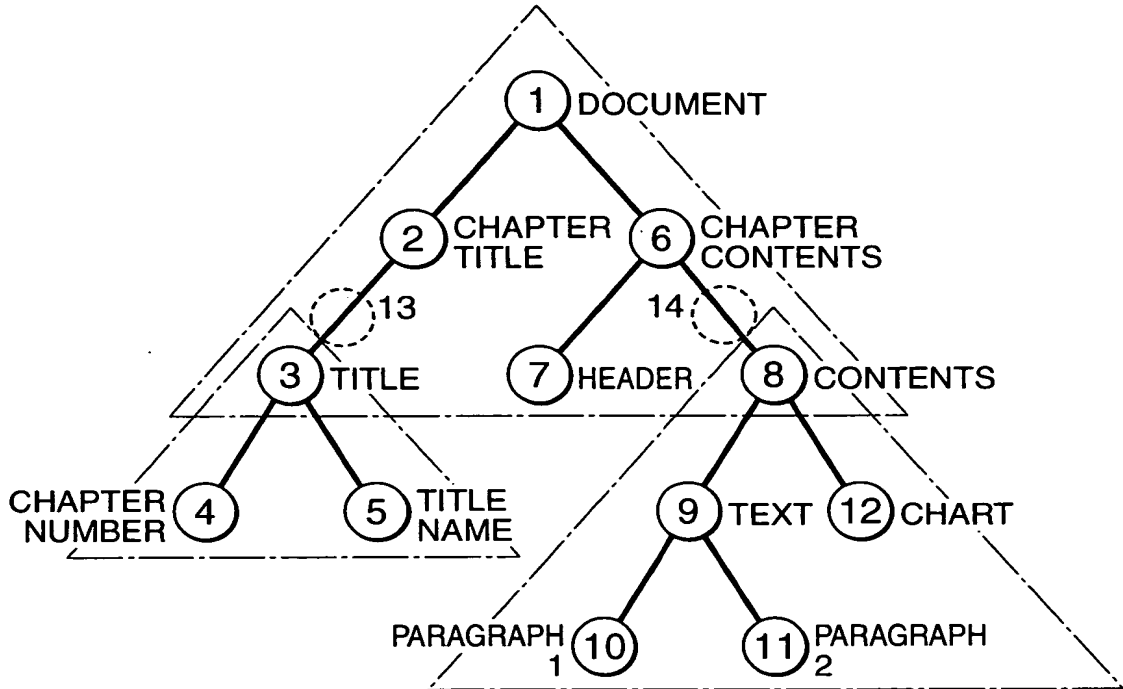 1 DOCUMENT
2 CHAPTER
TITLE
6 CHAPTER
CONTENTS
13
14
3 TITLE
7 HEADER
8 CONTENTS
CHAPTER
NUMBER 4
5 TITLE
NAME
9 TEXT
12 CHART
PARAGRAPH
1 10
11 PARAGRAPH
2